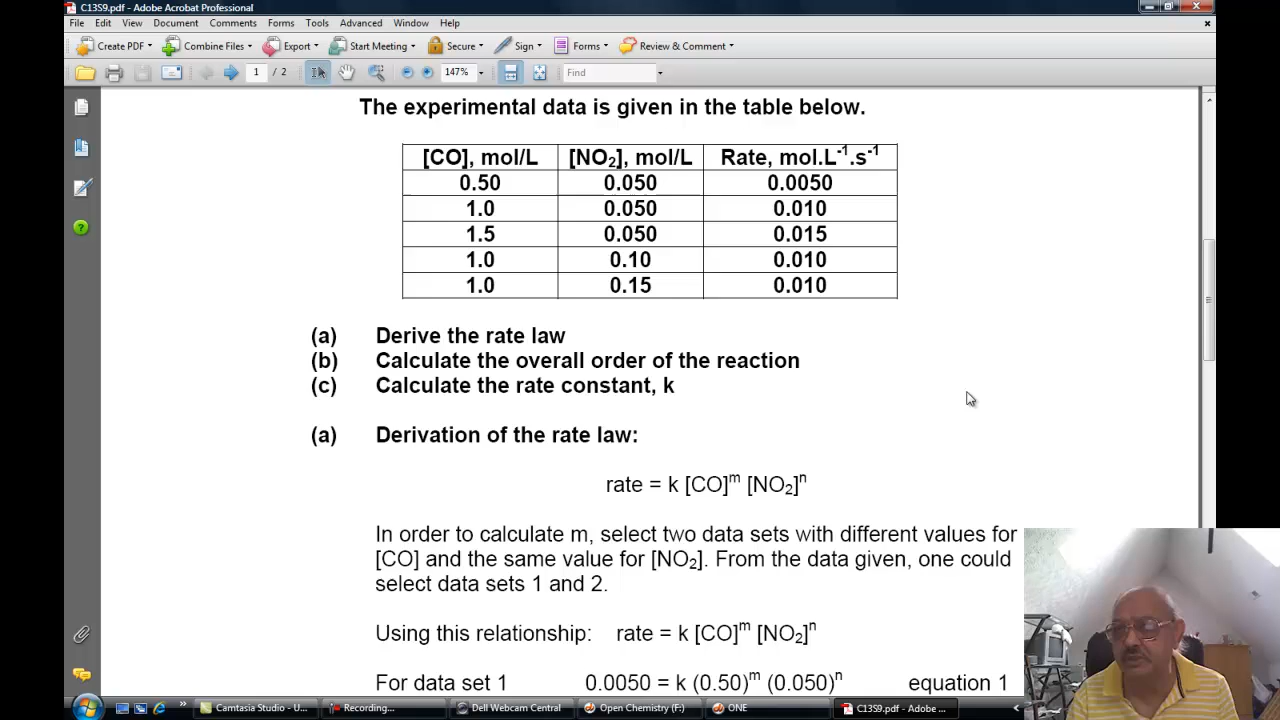 C13S9.pdf - Adobe Acrobat Professional
File Edit View Document Comments Forms Tools Advanced Window Help
Create PDF Combine Files Export Start Meeting Secure Sign Forms Review & Comment
1 / 2 147% Find
The experimental data is given in the table below.
[CO], mol/L [NO₂], mol/L Rate, mol.L⁻¹.s⁻¹
0.50 0.050 0.0050
1.0 0.050 0.010
1.5 0.050 0.015
1.0 0.10 0.010
1.0 0.15 0.010
(a) Derive the rate law
(b) Calculate the overall order of the reaction
(c) Calculate the rate constant, k
(a) Derivation of the rate law:
rate = k [CO]ᵐ [NO₂]ⁿ
In order to calculate m, select two data sets with different values for
[CO] and the same value for [NO₂]. From the data given, one could
select data sets 1 and 2.
Using this relationship: rate = k [CO]ᵐ [NO₂]ⁿ
For data set 1 0.0050 = k (0.50)ᵐ (0.050)ⁿ equation 1
Camtasia Studio - U... Recording... Dell Webcam Central Open Chemistry (F:) ONE C13S9.pdf - Adobe ...